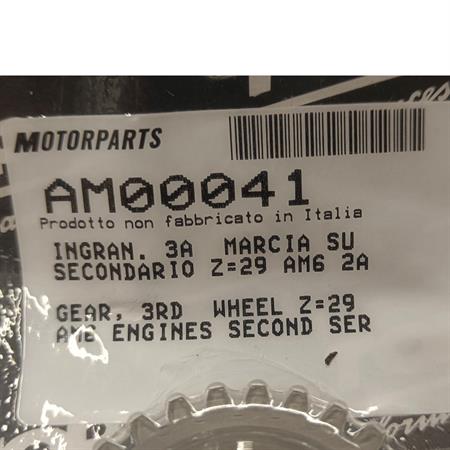 MOTORPARTS
AM00041
Prodotto non fabbricato in Italia
INGRAN. 3A MARCIA SU
SECONDARIO Z=29 AM6 2A
GEAR, 3RD WHEEL Z=29
AM6 ENGINES SECOND SER